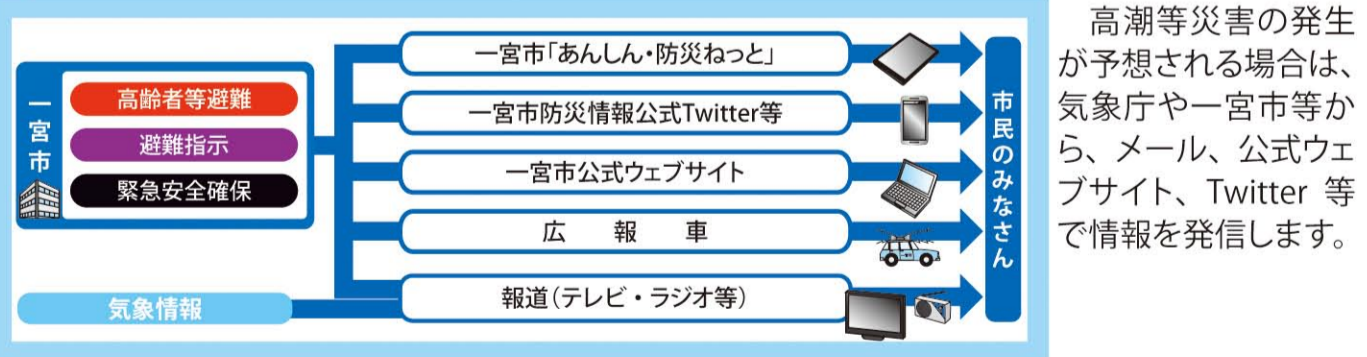 一宮市
高齢者等避難
避難指示
緊急安全確保
気象情報
一宮市「あんしん・防災ねっと」
一宮市防災情報公式Twitter等
一宮市公式ウェブサイト
広報車
報道(テレビ・ラジオ等)
市民のみなさん
高潮等災害の発生
が予想される場合は、
気象庁や一宮市等か
ら、メール、公式ウェ
ブサイト、Twitter 等
で情報を発信します。